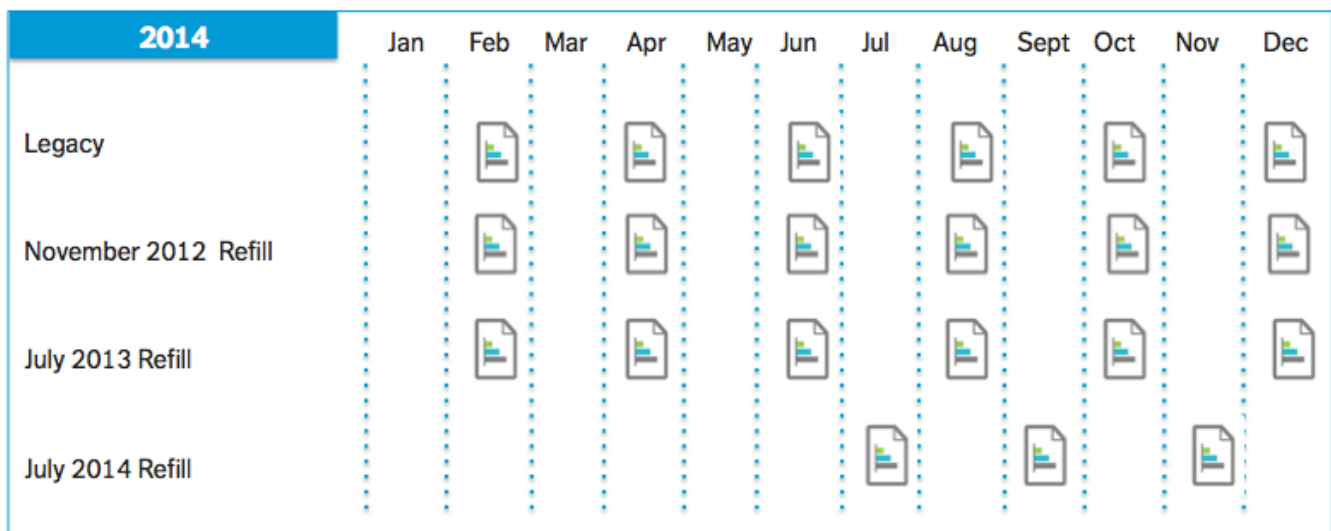 2014 Jan Feb Mar Apr May Jun Jul Aug Sept Oct Nov Dec
Legacy
November 2012 Refill
July 2013 Refill
July 2014 Refill